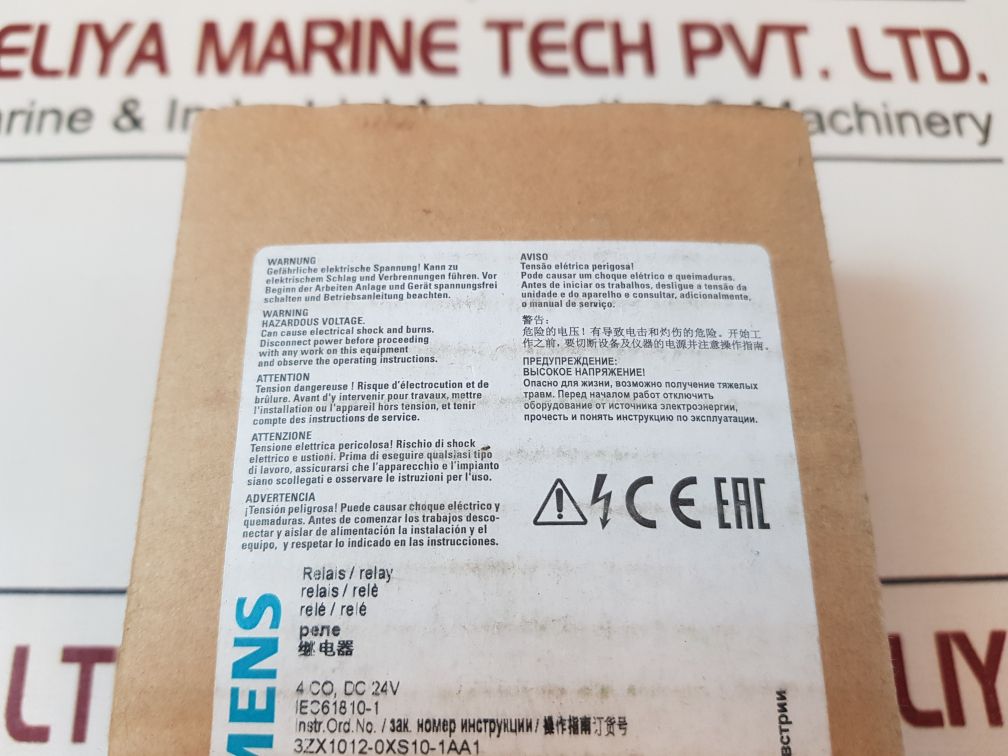 ELIYA MARINE TECH PVT. LTD.
arine & In & Machinery
WARNUNG
Gefährliche elektrische Spannung! Kann zu
elektrischem Schlag und Verbrennungen führen. Vor
Beginn der Arbeiten Anlage und Gerät spannungsfrei
schalten und Betriebsanleitung beachten.
WARNING
HAZARDOUS VOLTAGE.
Can cause electrical shock and burns.
Disconnect power before proceeding
with any work on this equipment
and observe the operating instructions.
ATTENTION
Tension dangereuse ! Risque d'électrocution et de
brûlure. Avant d'y intervenir pour travaux, mettre
l'installation ou l'appareil hors tension, et tenir
compte des instructions de service.
ATTENZIONE
Tensione elettrica pericolosa! Rischio di shock
elettrico e ustioni. Prima di eseguire qualsiasi tipo
di lavoro, assicurarsi che l'apparecchio e l'impianto
siano scollegati e osservare le istruzioni per l'uso.
ADVERTENCIA
¡Tensión peligrosa! Puede causar choque eléctrico y
quemaduras. Antes de comenzar los trabajos desco-
nectar y aislar de alimentación la instalación y el
equipo, y respetar lo indicado en las instrucciones.
AVISO
Tensão elétrica perigosa!
Pode causar um choque elétrico e queimaduras.
Antes de iniciar os trabalhos, desligue a tensão da
unidade e do aparelho e consultar, adicionalmente,
o manual de serviço.
警告:
危险的电压! 有导致电击和灼伤的危险。开始工
作之前, 要切断设备及仪器的电源并注意操作指南。
ПРЕДУПРЕЖДЕНИЕ:
ВЫСОКОЕ НАПРЯЖЕНИЕ!
Опасно для жизни, возможно получение тяжелых
травм. Перед началом работ отключить
оборудование от источника электроэнергии,
прочесть и понять инструкцию по эксплуатации.
CE EAC
Relais / relay
relais / relè
relé / relé
реле
继电器
4 CO, DC 24V
IEC61810-1
Instr.Ord.No. / зак. номер инструкции / 操作指南订货号
3ZX1012-0XS10-1AA1
MENS
встрии
LT
LIY